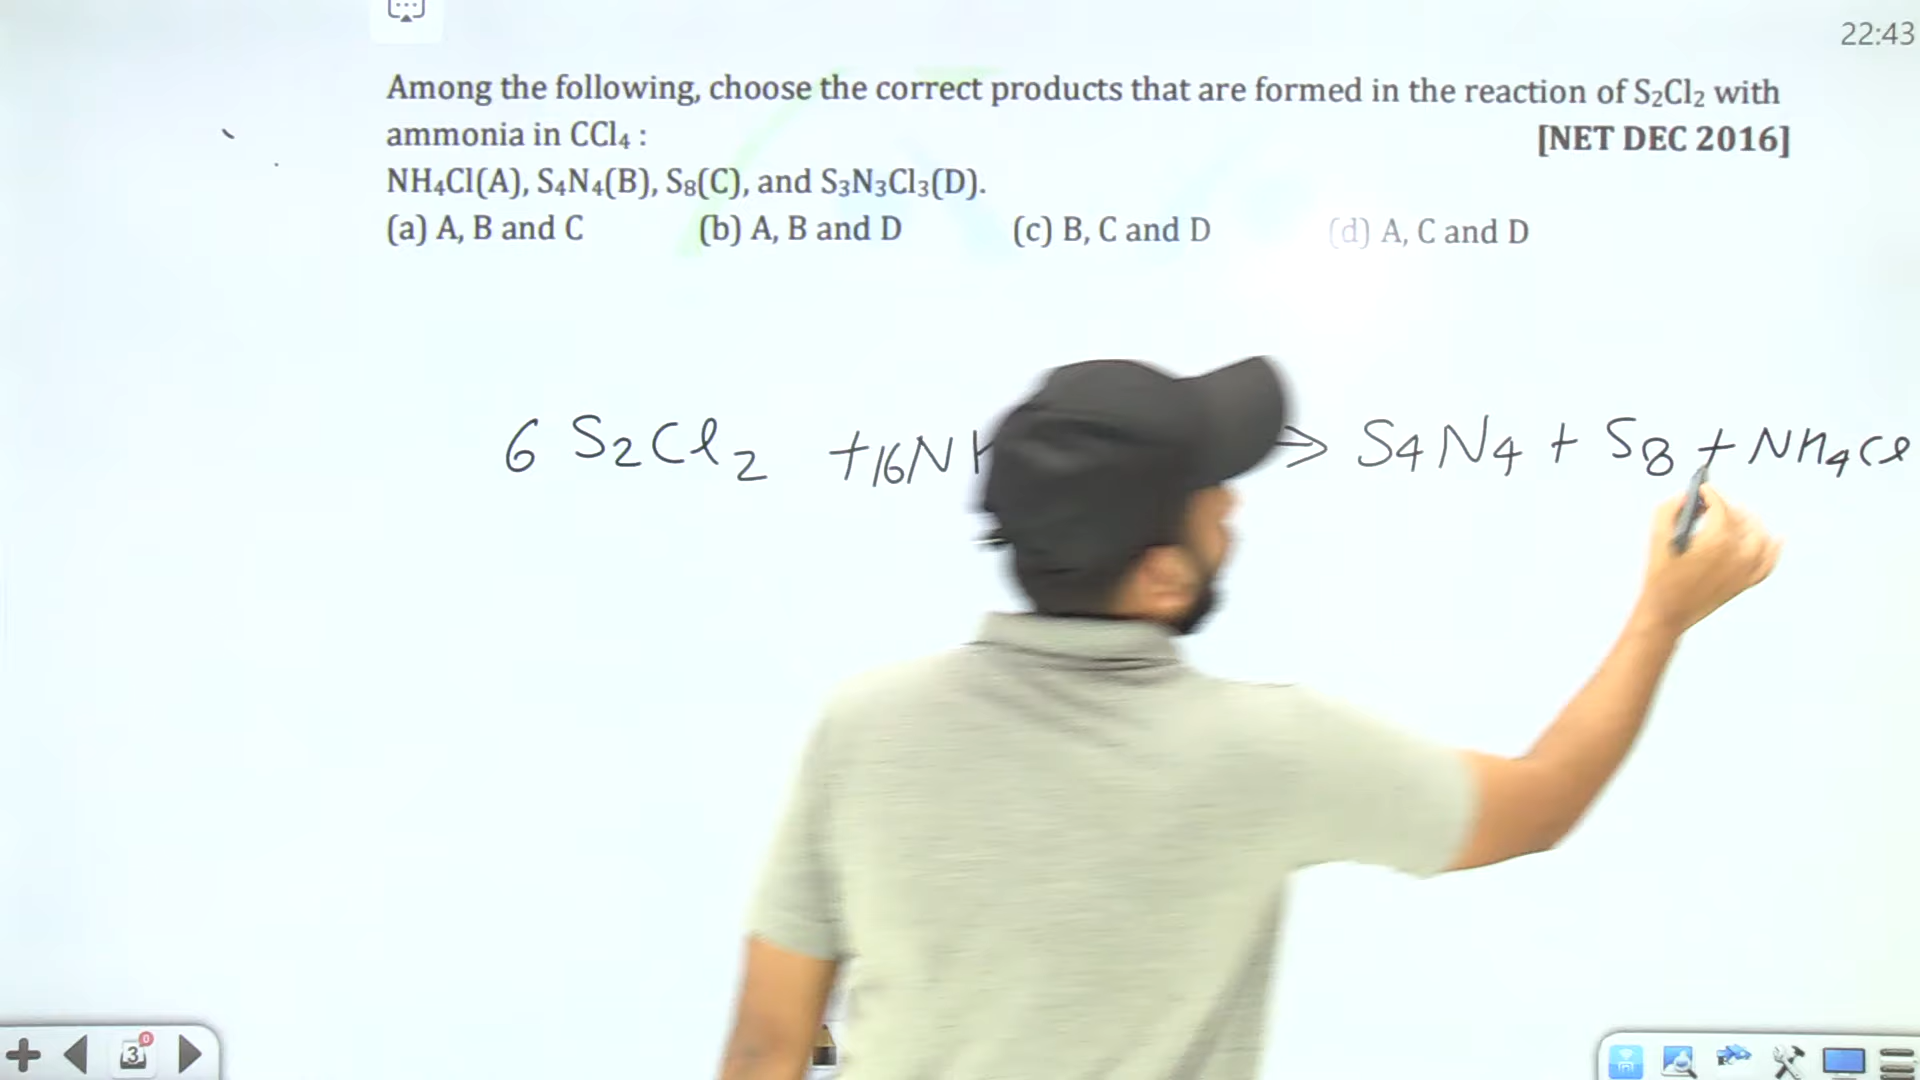 22:43
Among the following, choose the correct products that are formed in the reaction of S₂Cl₂ with
ammonia in CCl₄ : [NET DEC 2016]
NH₄Cl(A), S₄N₄(B), S₈(C), and S₃N₃Cl₃(D).
(a) A, B and C (b) A, B and D (c) B, C and D (d) A, C and D
6 S₂Cl₂ + 16N → S₄N₄ + S₈ + NH₄Cl
3 0